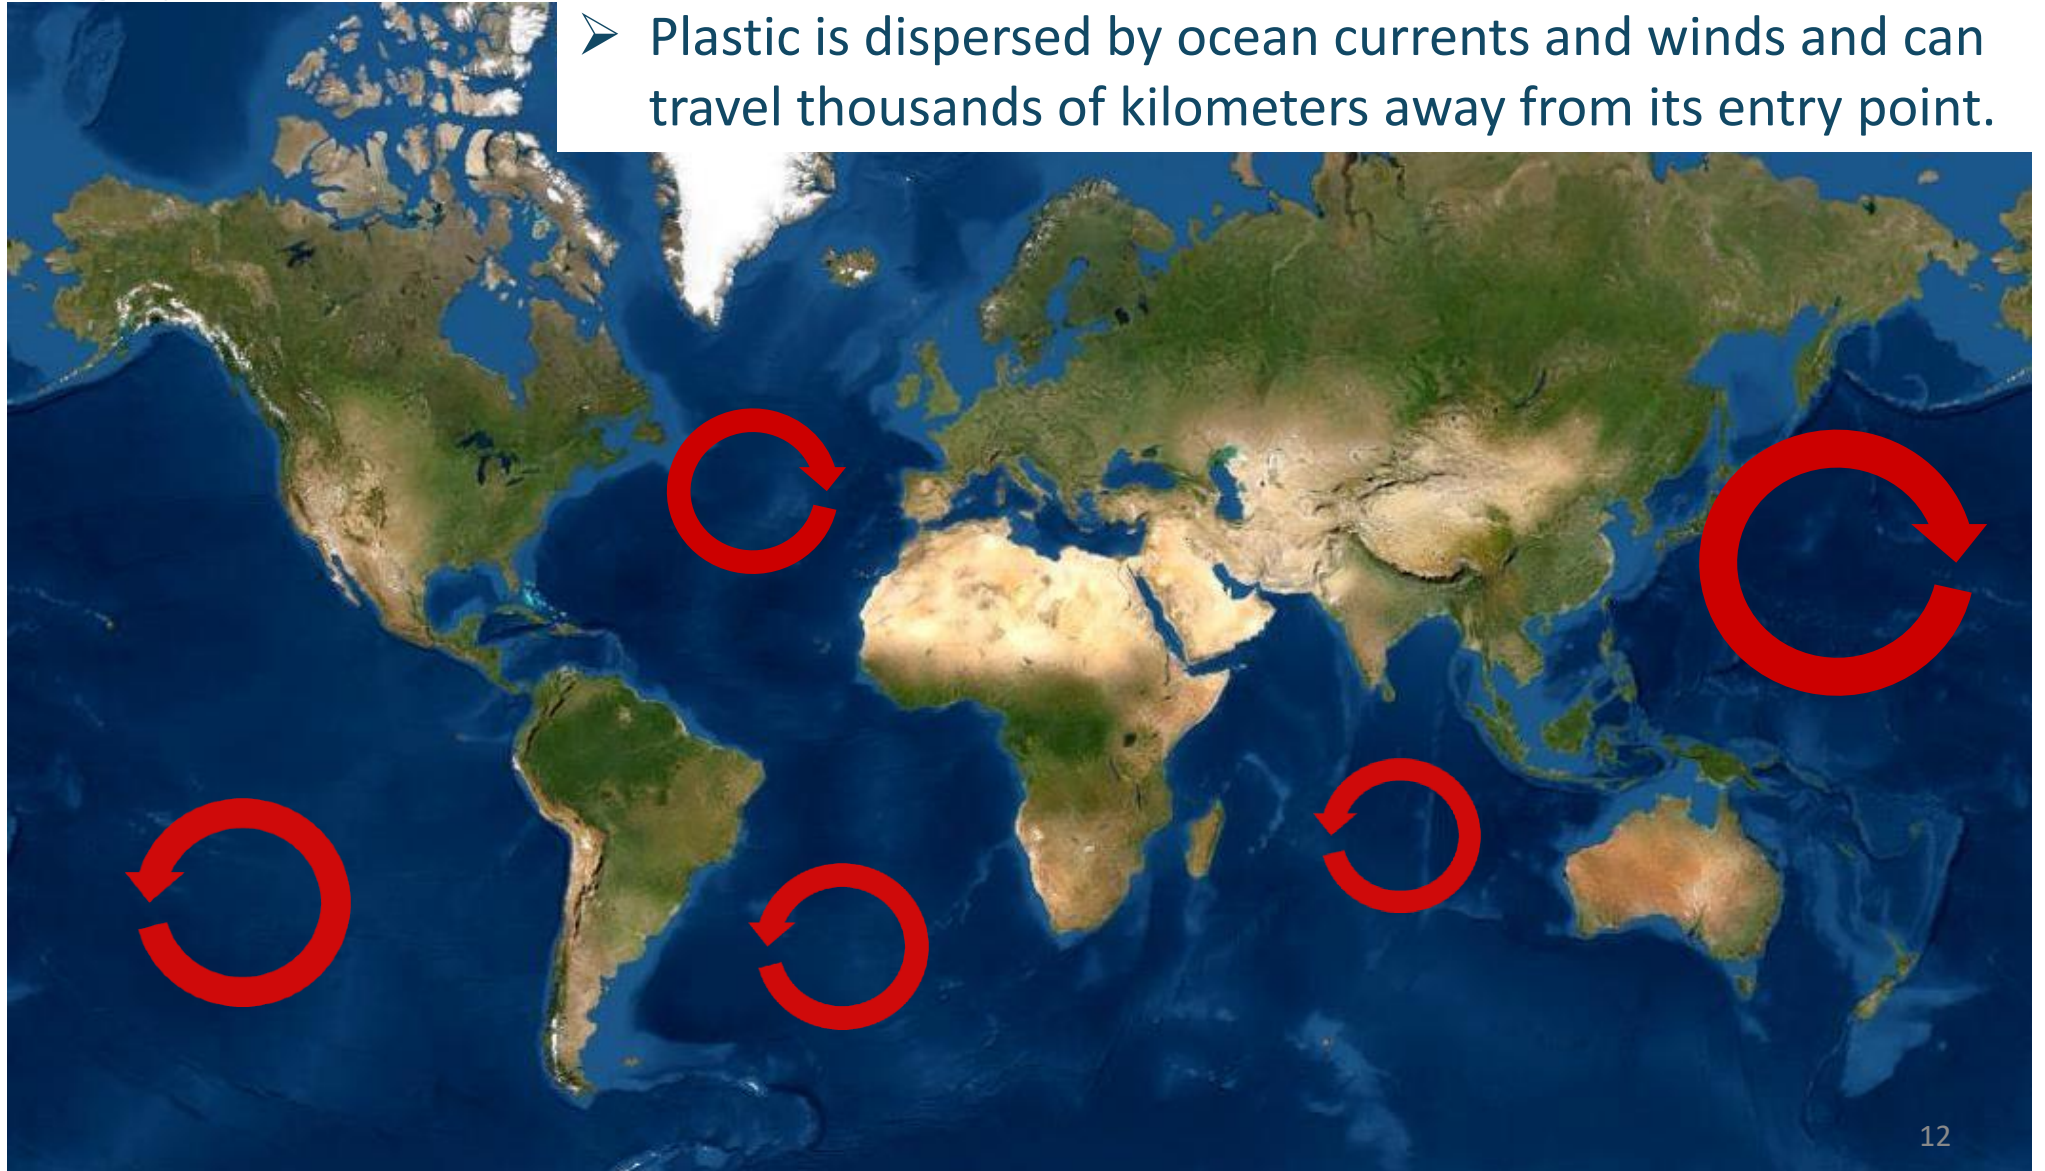 ➢ Plastic is dispersed by ocean currents and winds and can
travel thousands of kilometers away from its entry point.
12